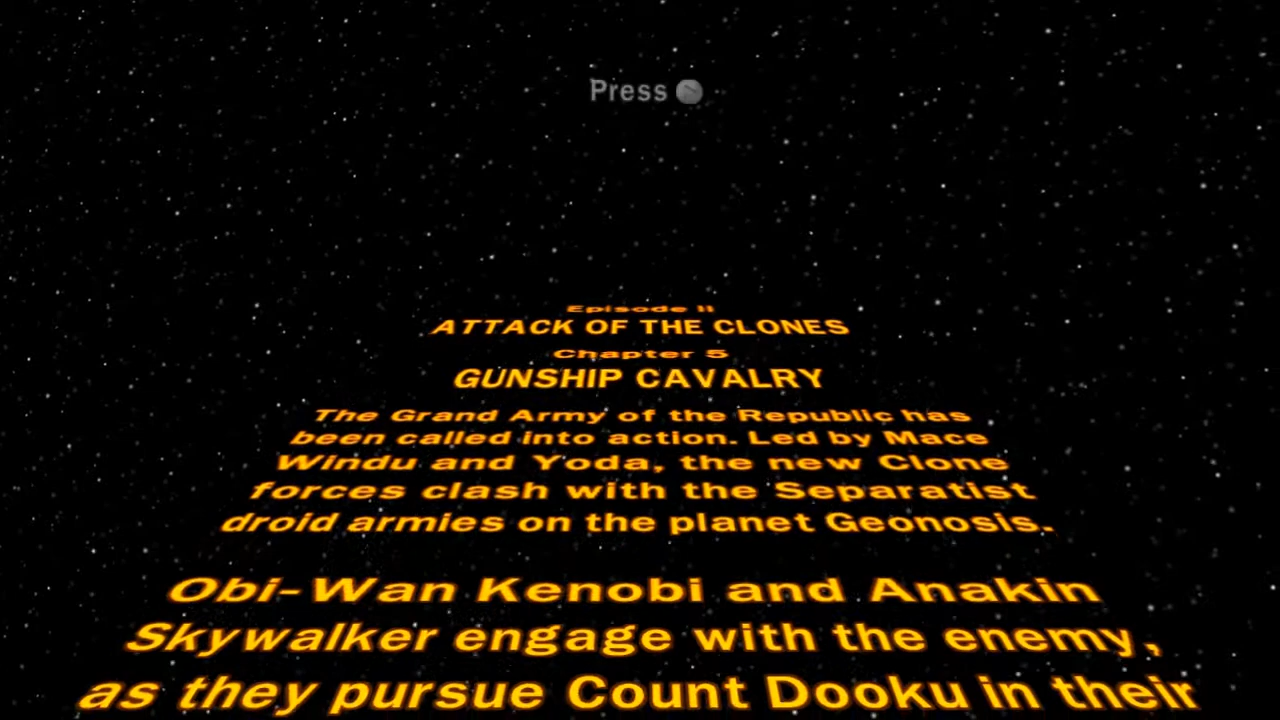 Press
Episode II
ATTACK OF THE CLONES
Chapter 5
GUNSHIP CAVALRY
The Grand Army of the Republic has
been called into action. Led by Mace
Windu and Yoda, the new Clone
forces clash with the Separatist
droid armies on the planet Geonosis.
Obi-Wan Kenobi and Anakin
Skywalker engage with the enemy,
as they pursue Count Dooku in their